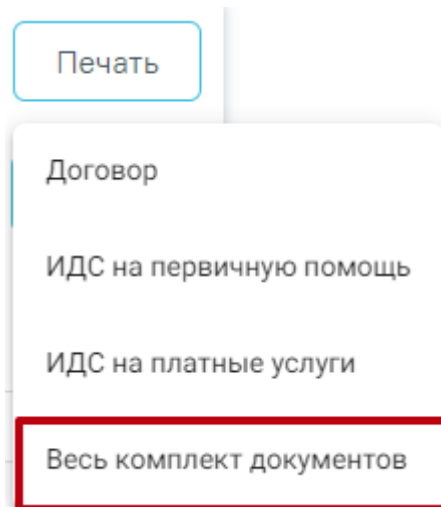 Печать
Договор
ИДС на первичную помощь
ИДС на платные услуги
Весь комплект документов